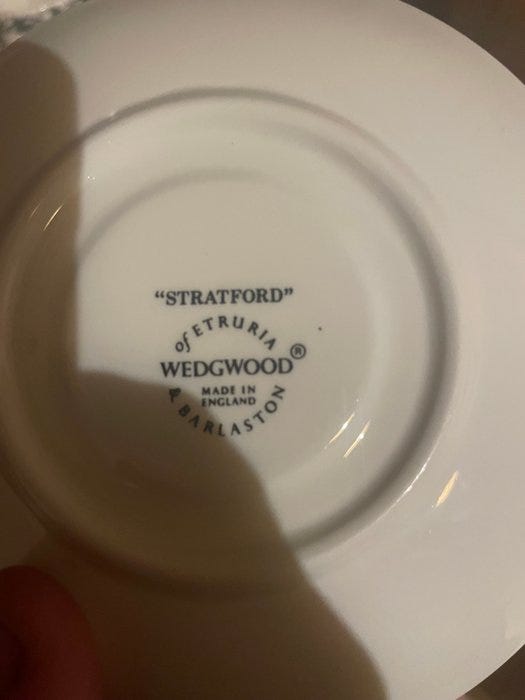 “STRATFORD”
of ETRURIA
WEDGWOOD®
MADE IN
ENGLAND
& BARLASTON